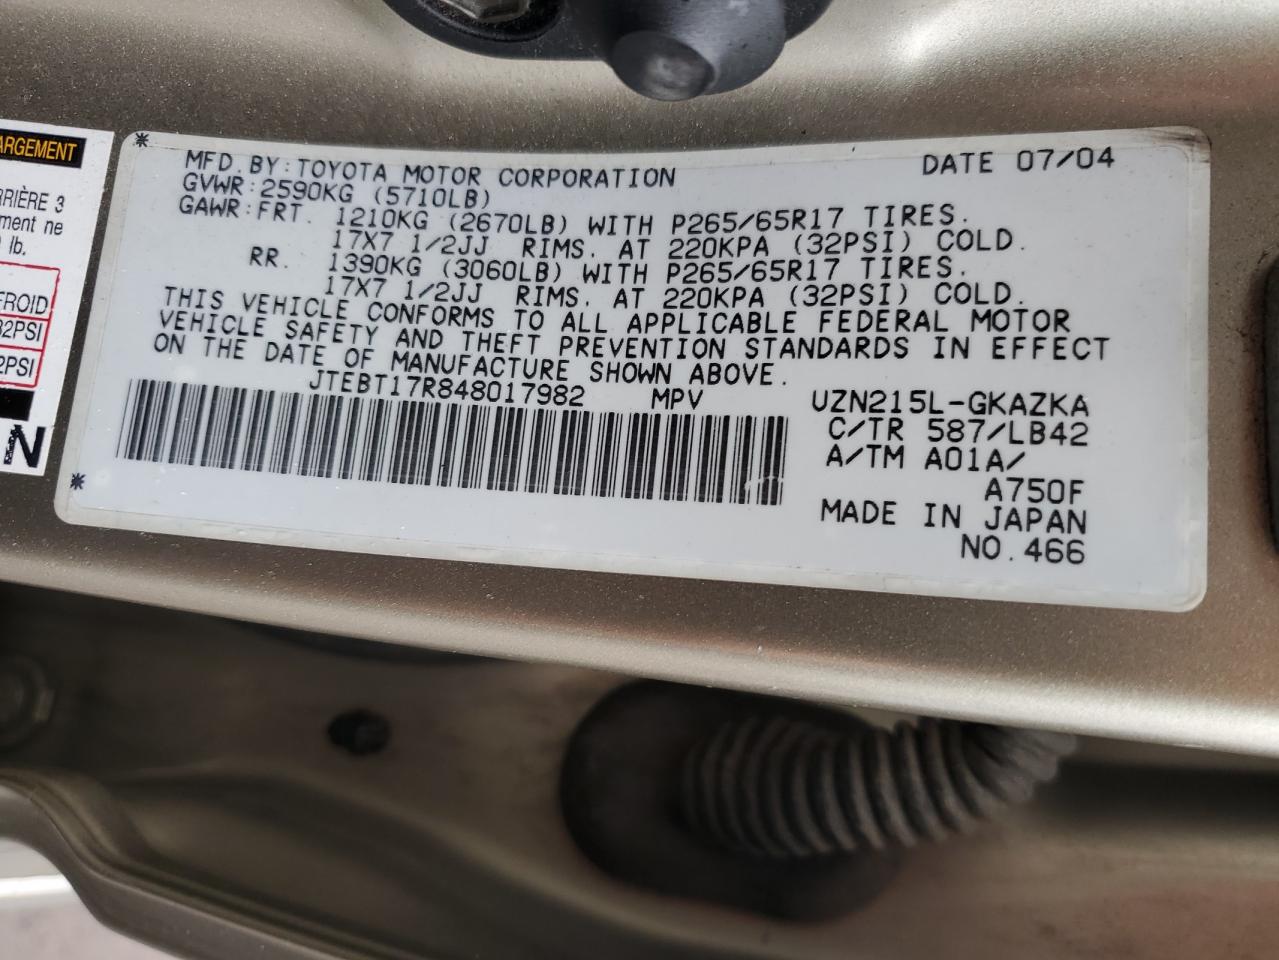 ARGEMENT
RRIÈRE 3
ment ne
lb.
FROID
32PSI
2PSI
N
MFD. BY: TOYOTA MOTOR CORPORATION DATE 07/04
GVWR: 2590KG (5710LB)
GAWR: FRT. 1210KG (2670LB) WITH P265/65R17 TIRES.
17X7 1/2JJ RIMS. AT 220KPA (32PSI) COLD.
RR. 1390KG (3060LB) WITH P265/65R17 TIRES.
17X7 1/2JJ RIMS. AT 220KPA (32PSI) COLD.
THIS VEHICLE CONFORMS TO ALL APPLICABLE FEDERAL MOTOR
VEHICLE SAFETY AND THEFT PREVENTION STANDARDS IN EFFECT
ON THE DATE OF MANUFACTURE SHOWN ABOVE.
JTEBT17R848017982 MPV UZN215L-GKAZKA
C/TR 587/LB42
A/TM A01A/
A750F
MADE IN JAPAN
NO. 466